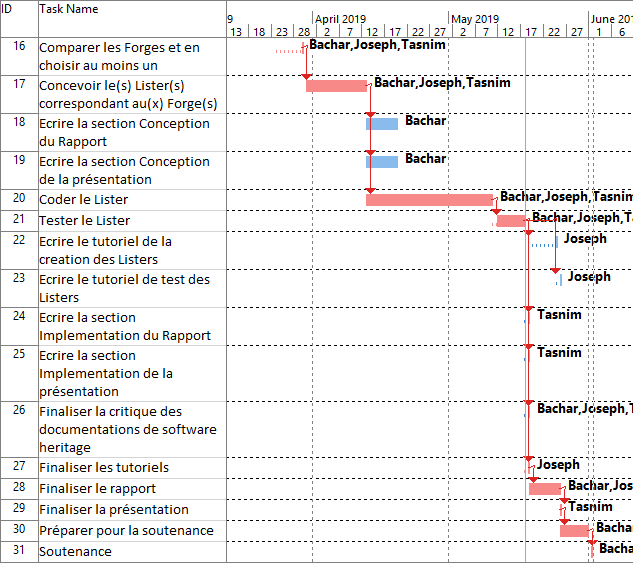 ID Task Name 9 April 2019 May 2019 June 201
13 18 23 28 2 7 12 17 22 27 2 7 12 17 22 27 1 6
16 Comparer les Forges et en Bachar,Joseph,Tasnim
choisir au moins un
17 Concevoir le(s) Lister(s) Bachar,Joseph,Tasnim
correspondant au(x) Forge(s)
18 Ecrire la section Conception Bachar
du Rapport
19 Ecrire la section Conception Bachar
de la présentation
20 Coder le Lister Bachar,Joseph,Tasnim
21 Tester le Lister Bachar,Joseph,T
22 Ecrire le tutoriel de la Joseph
creation des Listers
23 Ecrire le tutoriel de test des Joseph
Listers
24 Ecrire la section Tasnim
Implementation du Rapport
25 Ecrire la section Tasnim
Implementation de la
présentation
26 Finaliser la critique des Bachar,Joseph,T
documentations de software
heritage
27 Finaliser les tutoriels Joseph
28 Finaliser le rapport Bachar,Jos
29 Finaliser la présentation Tasnim
30 Préparer pour la soutenance Bachar
31 Soutenance Bacha